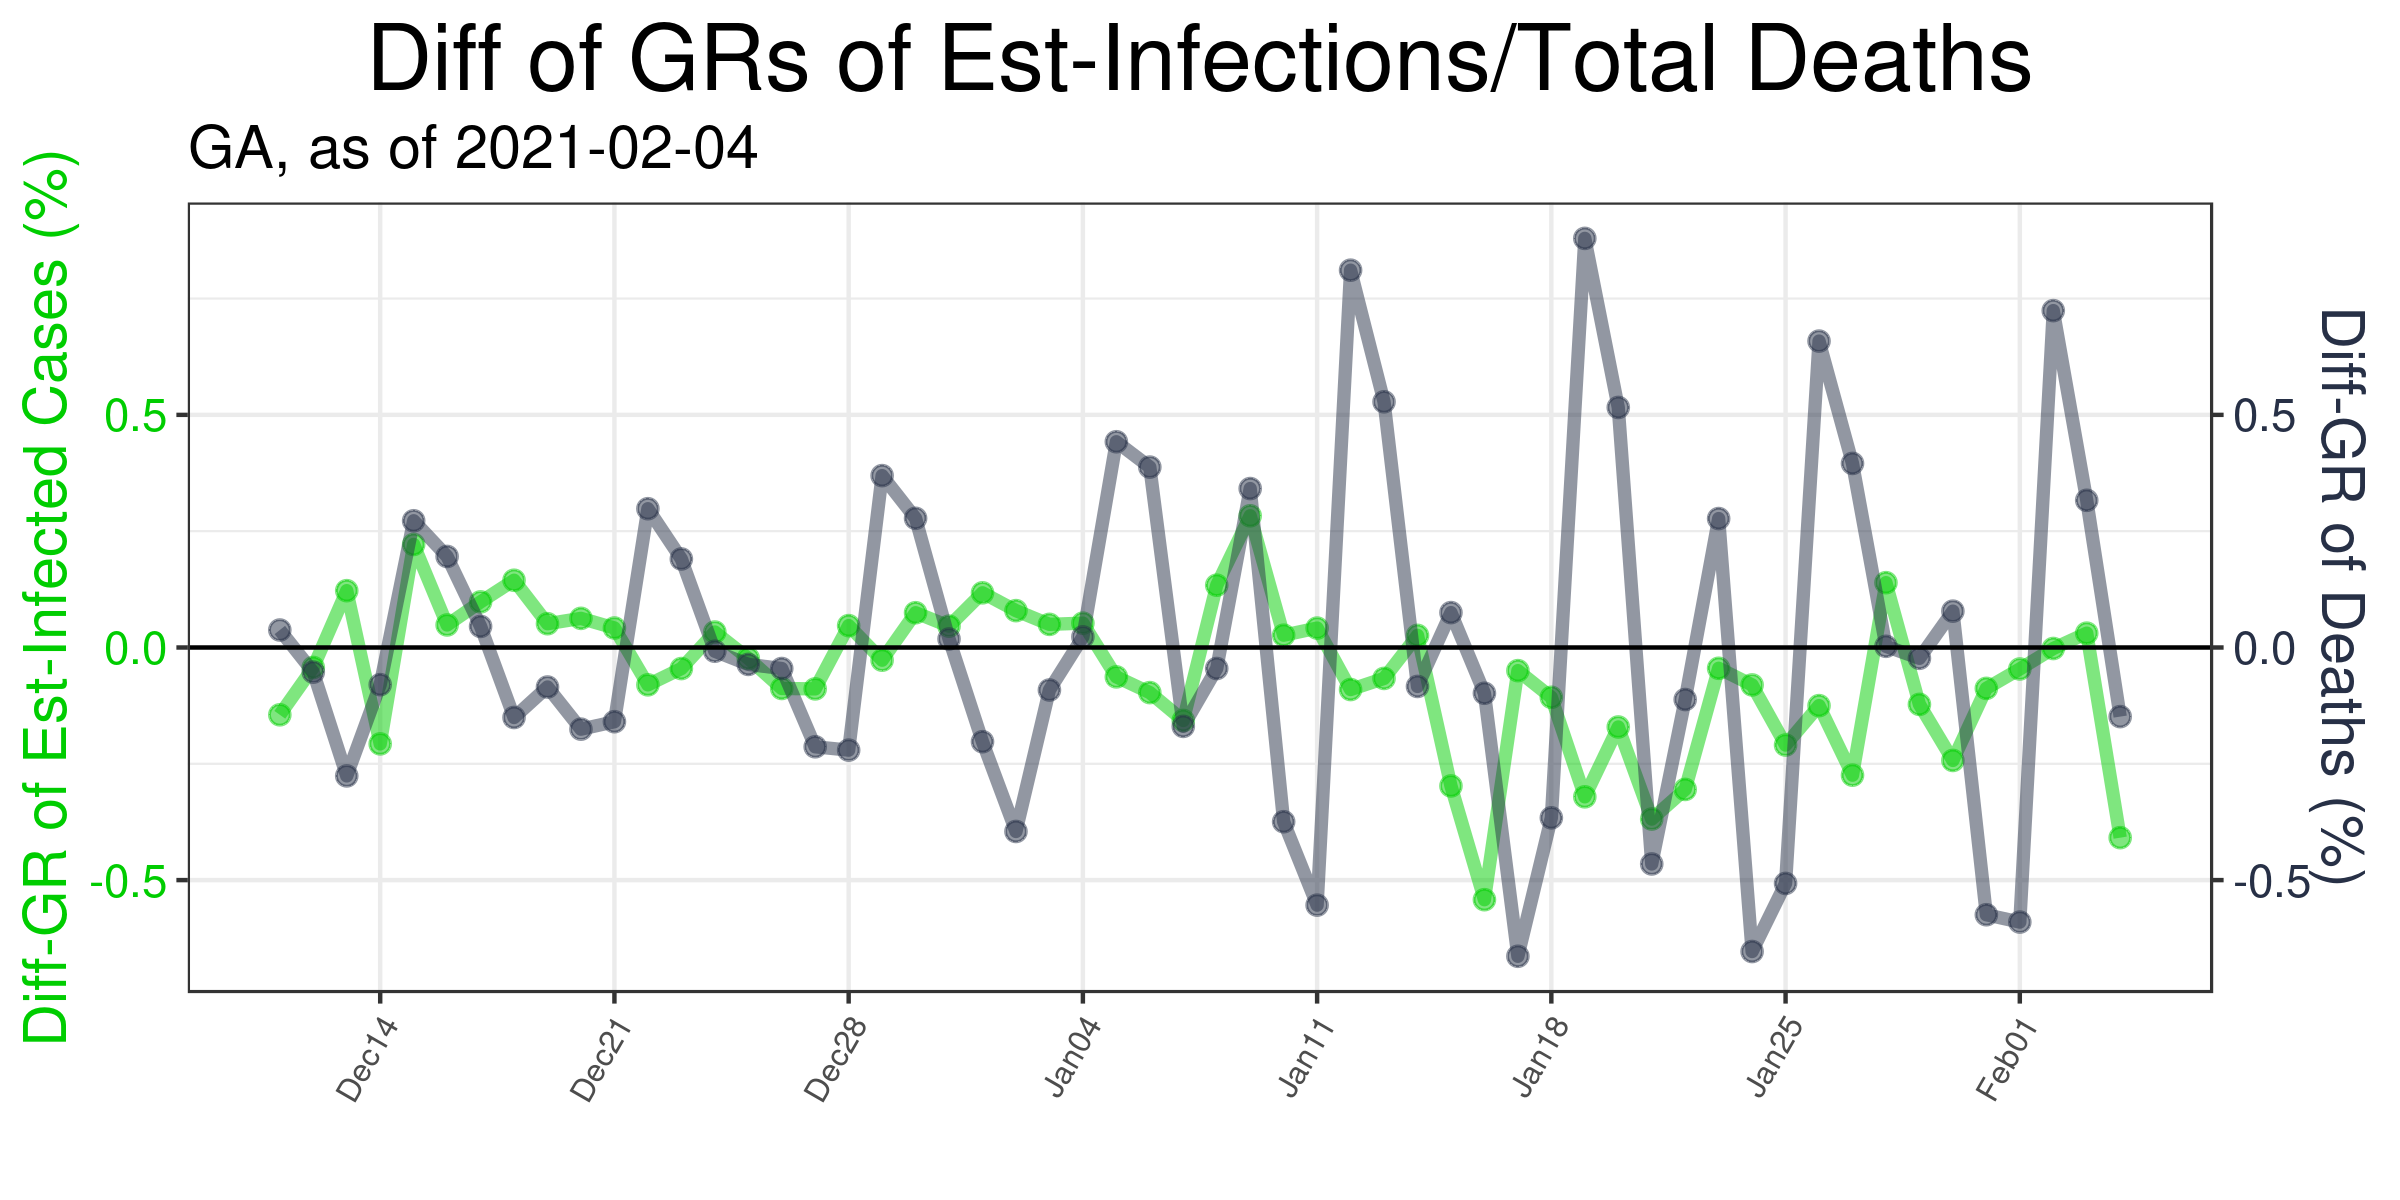 Diff of GRs of Est-Infections/Total Deaths
GA, as of 2021-02-04
Diff-GR of Est-Infected Cases (%)
0.5
0.0
-0.5
0.5
0.0
-0.5
Diff-GR of Deaths (%)
Dec14
Dec21
Dec28
Jan04
Jan11
Jan18
Jan25
Feb01